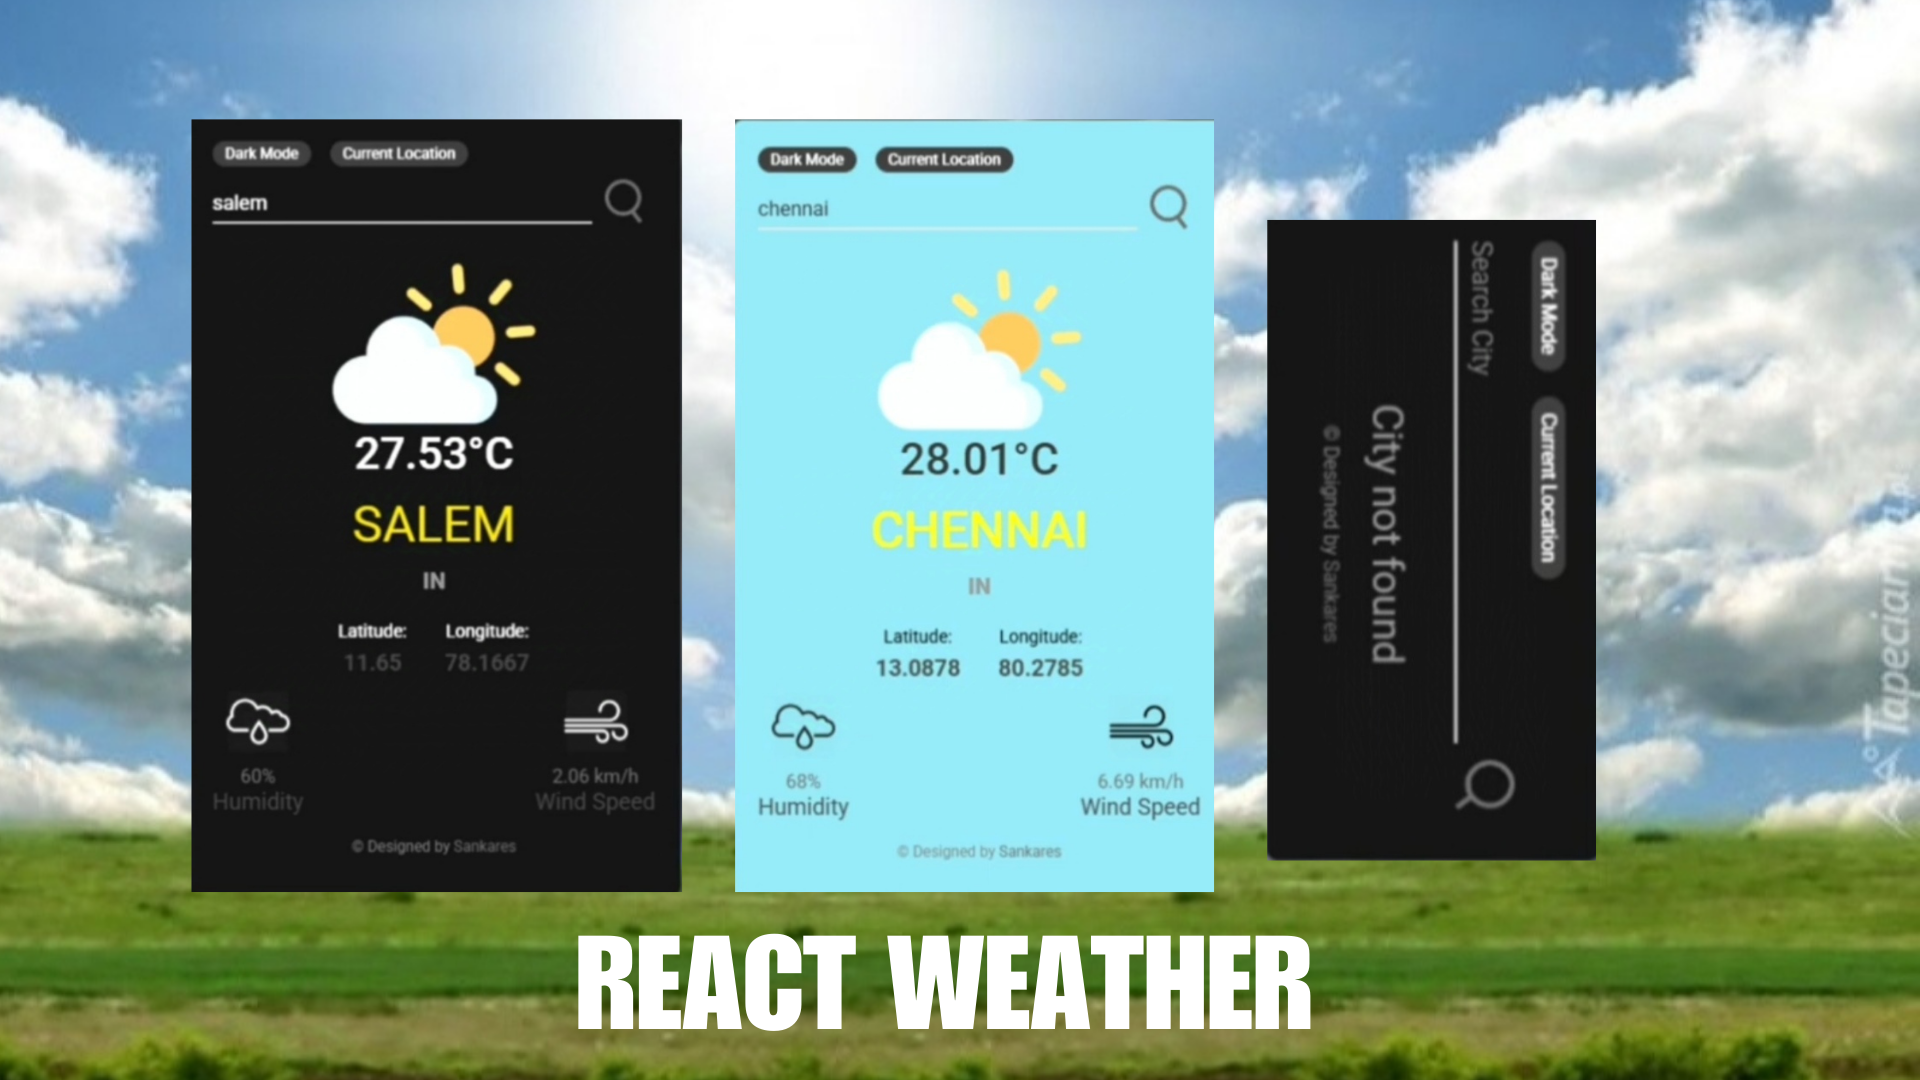 Dark Mode Current Location
salem
27.53°C
SALEM
IN
Latitude: Longitude:
11.65 78.1667
60% 2.06 km/h
Humidity Wind Speed
© Designed by Sankares
Dark Mode Current Location
chennai
28.01°C
CHENNAI
IN
Latitude: Longitude:
13.0878 80.2785
68% 6.69 km/h
Humidity Wind Speed
© Designed by Sankares
Dark Mode Current Location
Search City
City not found
© Designed by Sankares
REACT WEATHER